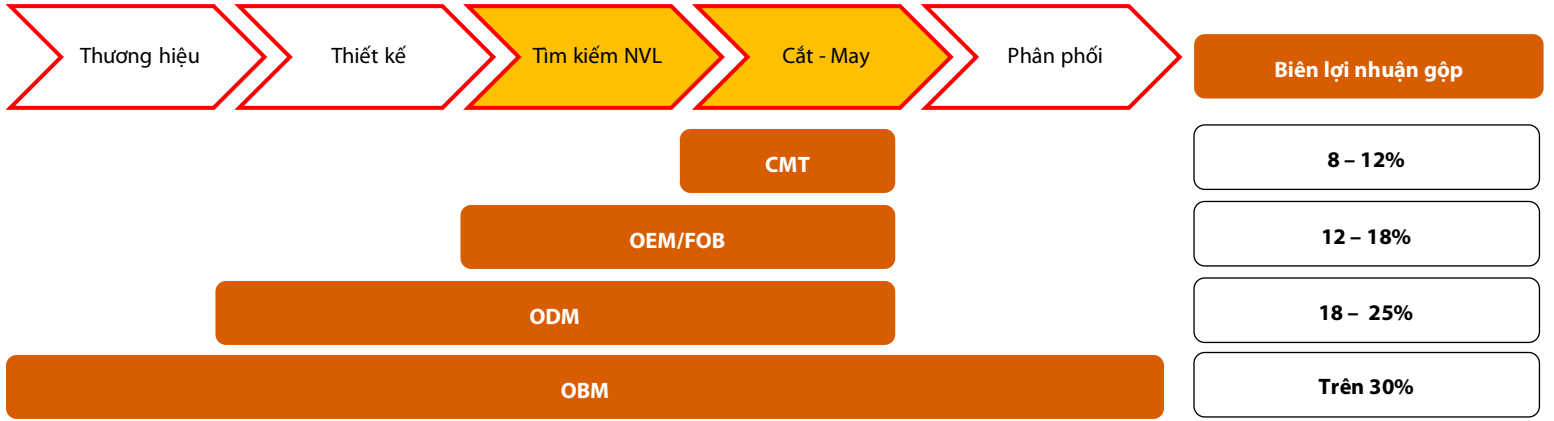 Thương hiệu
Thiết kế
Tìm kiếm NVL
Cắt - May
Phân phối
Biên lợi nhuận gộp
CMT
8 – 12%
OEM/FOB
12 – 18%
ODM
18 – 25%
OBM
Trên 30%